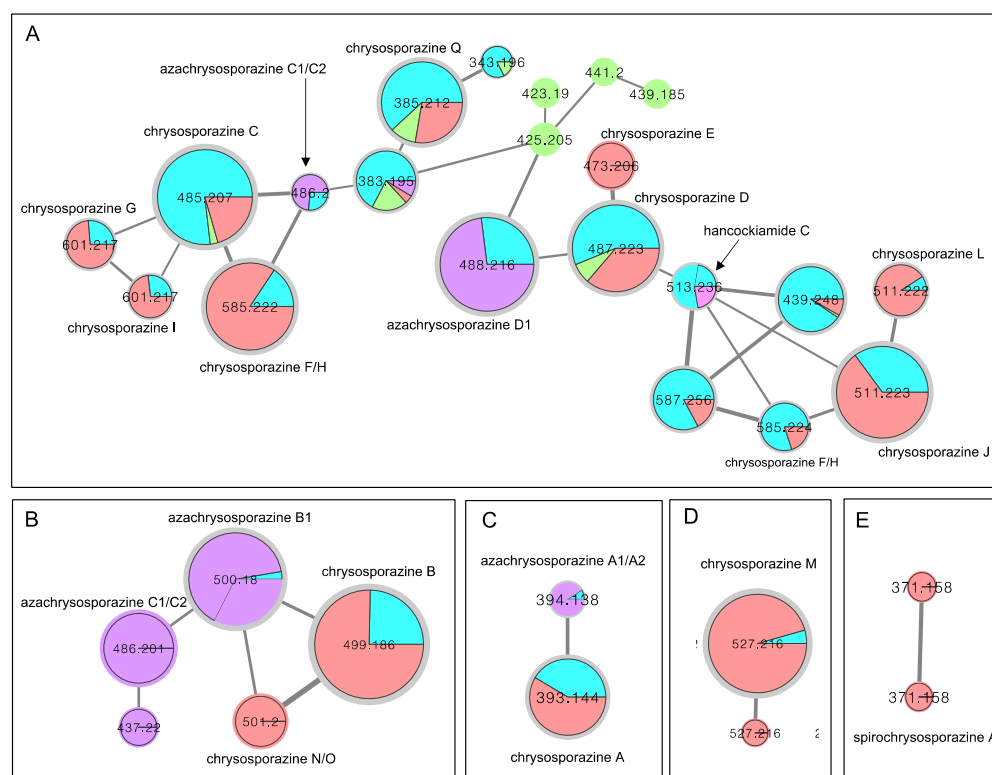 A
chrysosporazine Q
azachrysosporazine C1/C2
343.196
441.2
423.19
439.185
385.212
chrysosporazine C
425.205
chrysosporazine E
473.206
383.195
486.2
485.207
chrysosporazine D
chrysosporazine G
hancockiamide C
487.223
601.217
488.216
chrysosporazine L
513.236
511.222
601.217
585.222
439.248
chrysosporazine I
azachrysosporazine D1
chrysosporazine F/H
511.223
587.256
585.224
chrysosporazine J
chrysosporazine F/H
B
azachrysosporazine B1
500.18
chrysosporazine B
azachrysosporazine C1/C2
486.201
499.186
437.22
501.2
chrysosporazine N/O
C
azachrysosporazine A1/A2
394.138
393.144
chrysosporazine A
D
chrysosporazine M
527.216
527.216
E
371.158
371.158
spirochrysosporazine A